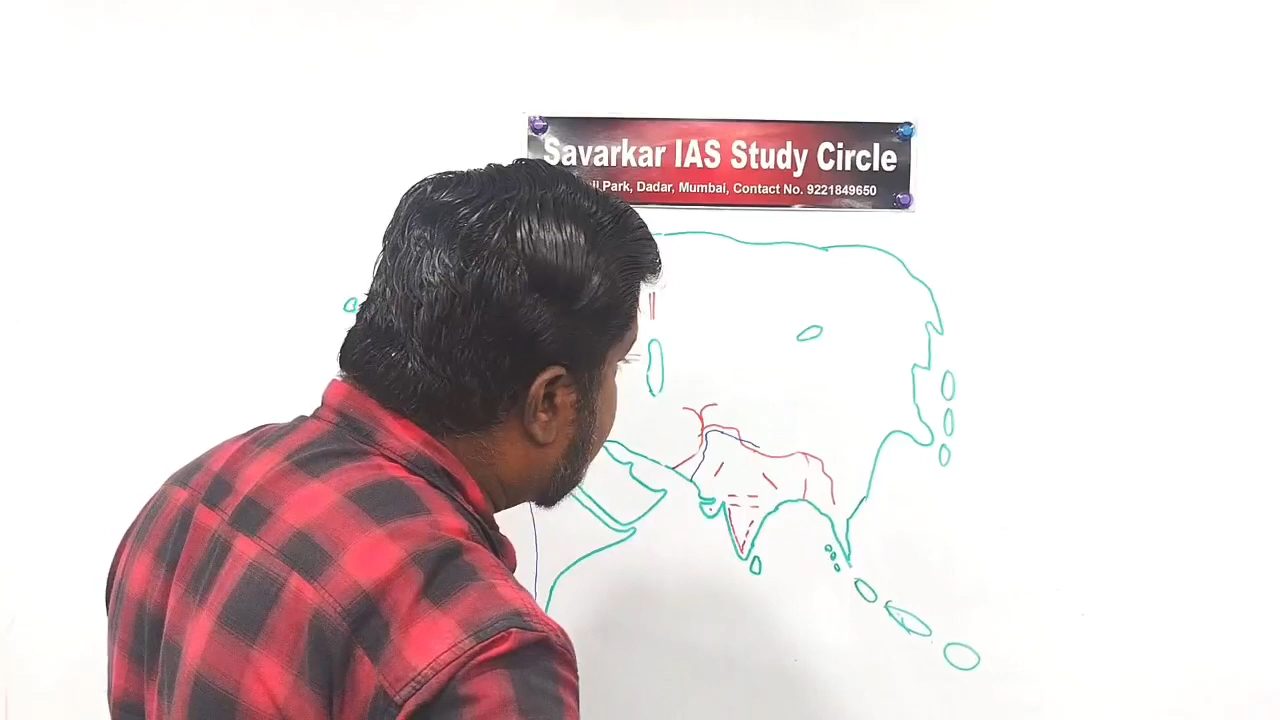 Savarkar IAS Study Circle
Park, Dadar, Mumbai, Contact No. 9221849650